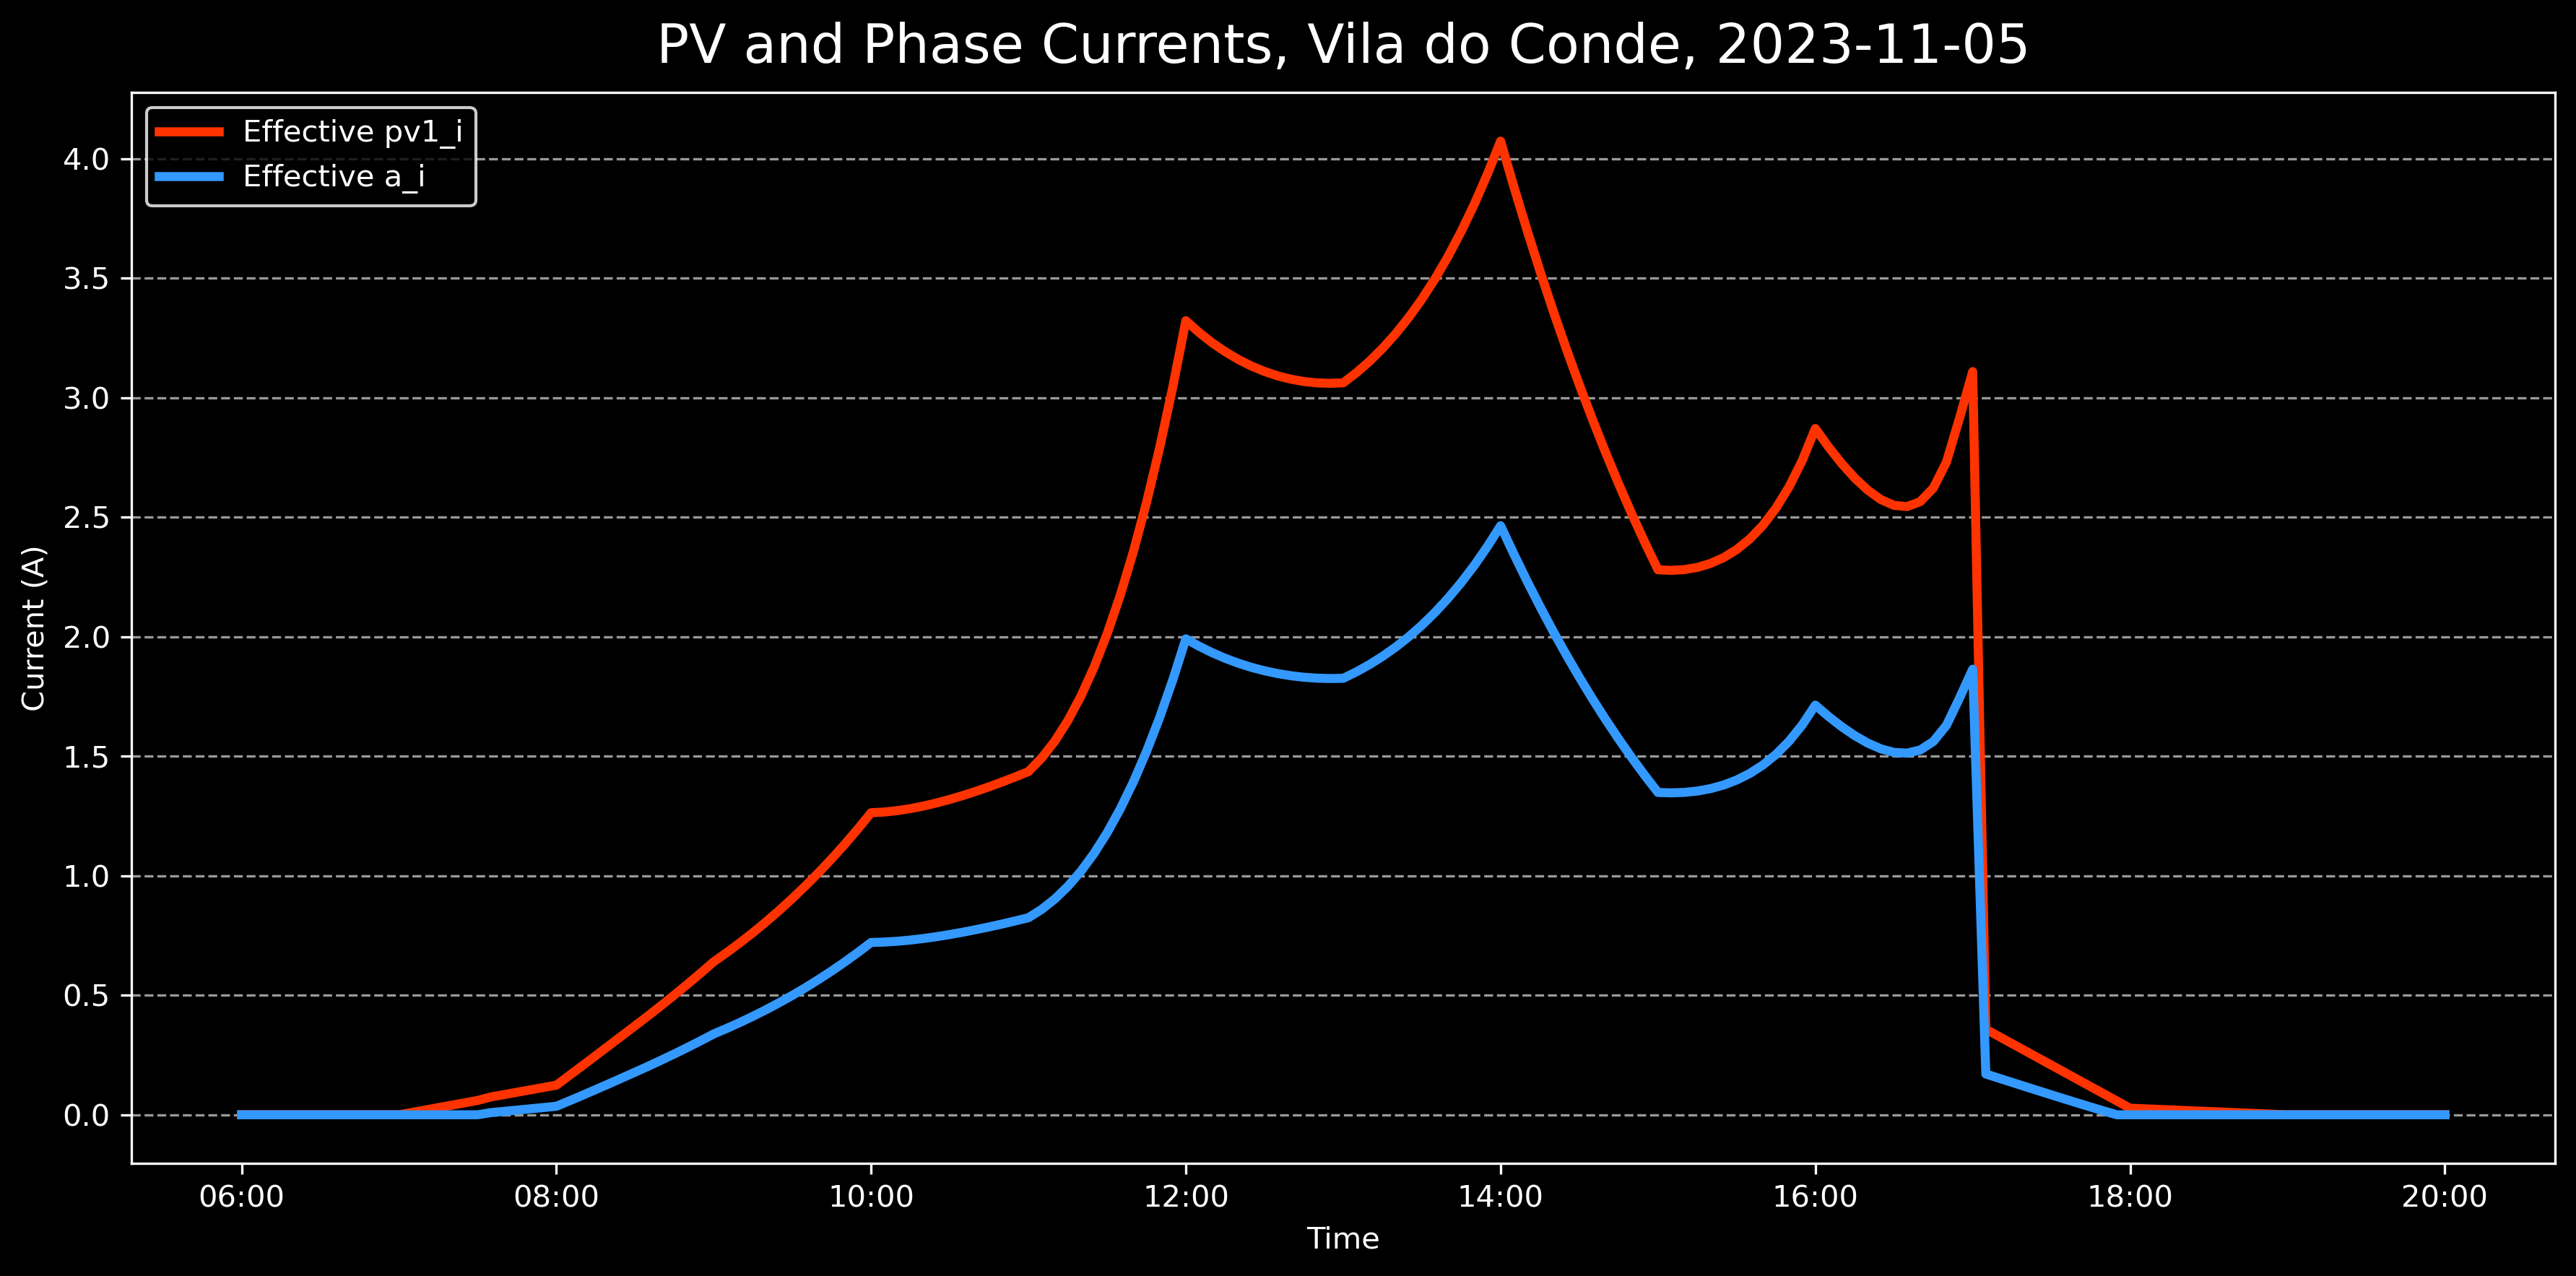 PV and Phase Currents, Vila do Conde, 2023-11-05
Effective pv1_i
Effective a_i
Current (A)
4.0
3.5
3.0
2.5
2.0
1.5
1.0
0.5
0.0
06:00 08:00 10:00 12:00 14:00 16:00 18:00 20:00
Time